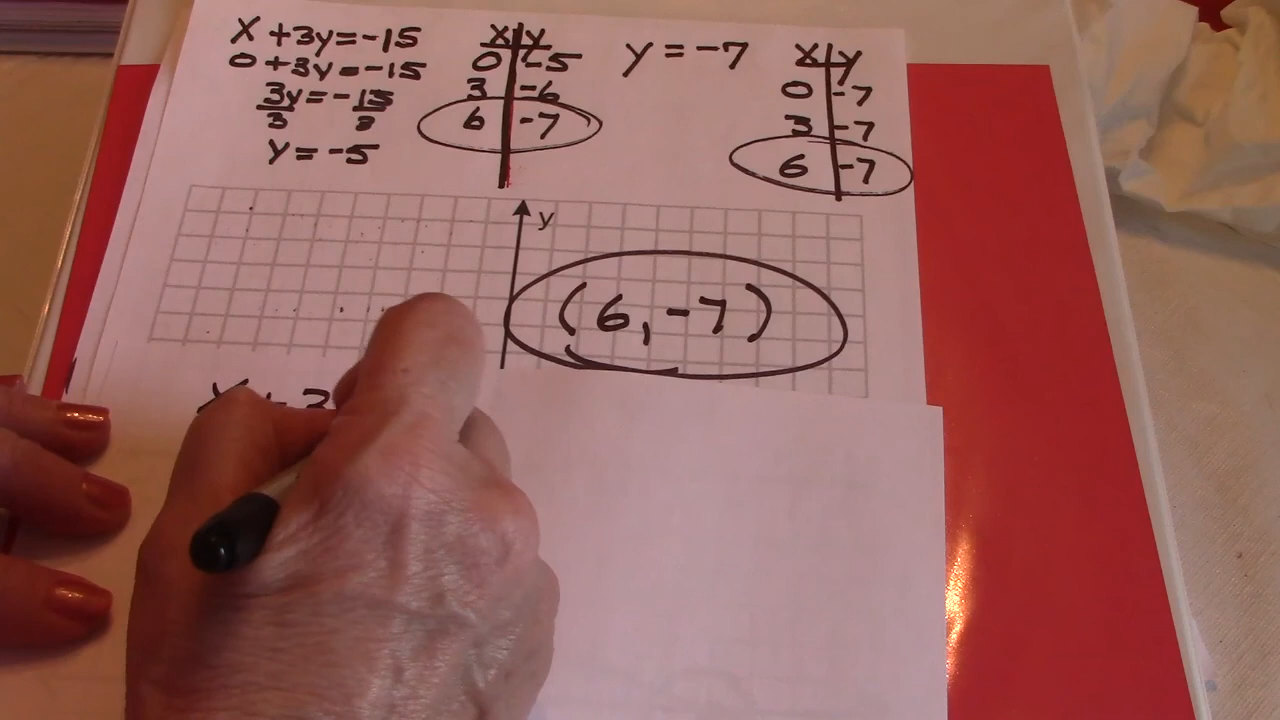 x + 3y = -15
0 + 3y = -15
3y = -15
3 3
y = -5
x y
0 -5
3 -6
6 -7
y = -7
x y
0 -7
3 -7
6 -7
y
(6, -7)
x + 3